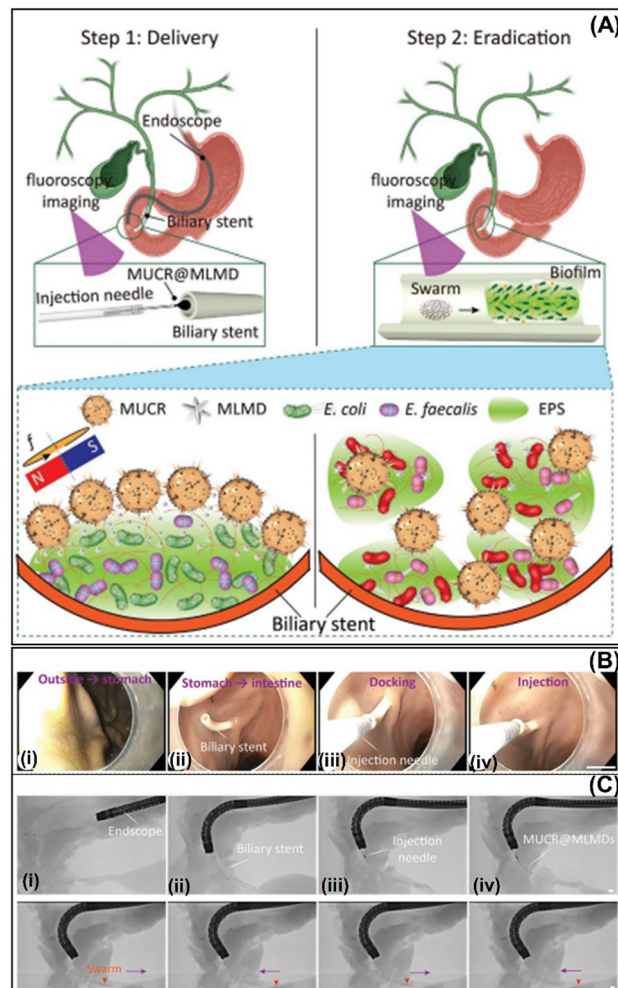 (A)
Step 1: Delivery
Step 2: Eradication
Endoscope
fluoroscopy
imaging
Biliary stent
MUCR@MLMD
Injection needle
Biliary stent
fluoroscopy
imaging
Biofilm
Swarm
MUCR
MLMD
E. coli
E. faecalis
EPS
f
N
S
Biliary stent
(B)
Outside → stomach
(i)
Stomach → intestine
Biliary stent
(ii)
Docking
Injection needle
(iii)
Injection
(iv)
(C)
Endscope
(i)
Biliary stent
(ii)
Injection
needle
(iii)
MUCR@MLMDs
(iv)
Swarm